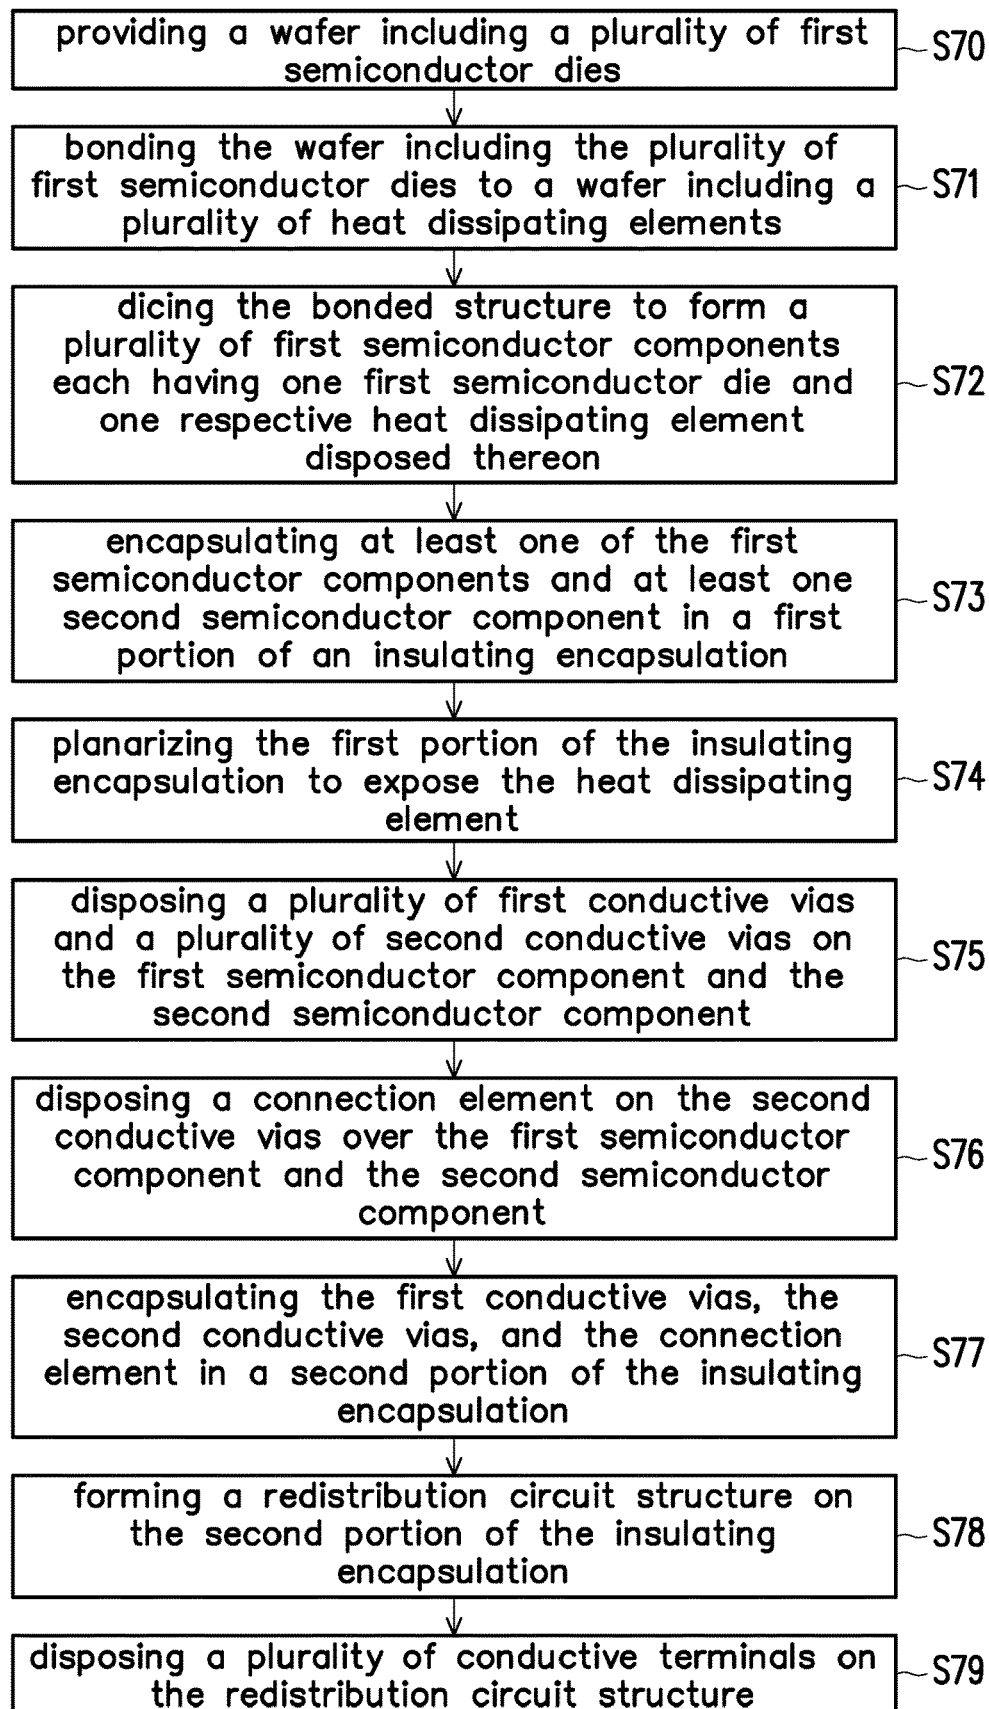 providing a wafer including a plurality of first
semiconductor dies
S70
bonding the wafer including the plurality of
first semiconductor dies to a wafer including a
plurality of heat dissipating elements
S71
dicing the bonded structure to form a
plurality of first semiconductor components
each having one first semiconductor die and
one respective heat dissipating element
disposed thereon
S72
encapsulating at least one of the first
semiconductor components and at least one
second semiconductor component in a first
portion of an insulating encapsulation
S73
planarizing the first portion of the insulating
encapsulation to expose the heat dissipating
element
S74
disposing a plurality of first conductive vias
and a plurality of second conductive vias on
the first semiconductor component and the
second semiconductor component
S75
disposing a connection element on the second
conductive vias over the first semiconductor
component and the second semiconductor
component
S76
encapsulating the first conductive vias, the
second conductive vias, and the connection
element in a second portion of the insulating
encapsulation
S77
forming a redistribution circuit structure on
the second portion of the insulating
encapsulation
S78
disposing a plurality of conductive terminals on
the redistribution circuit structure
S79